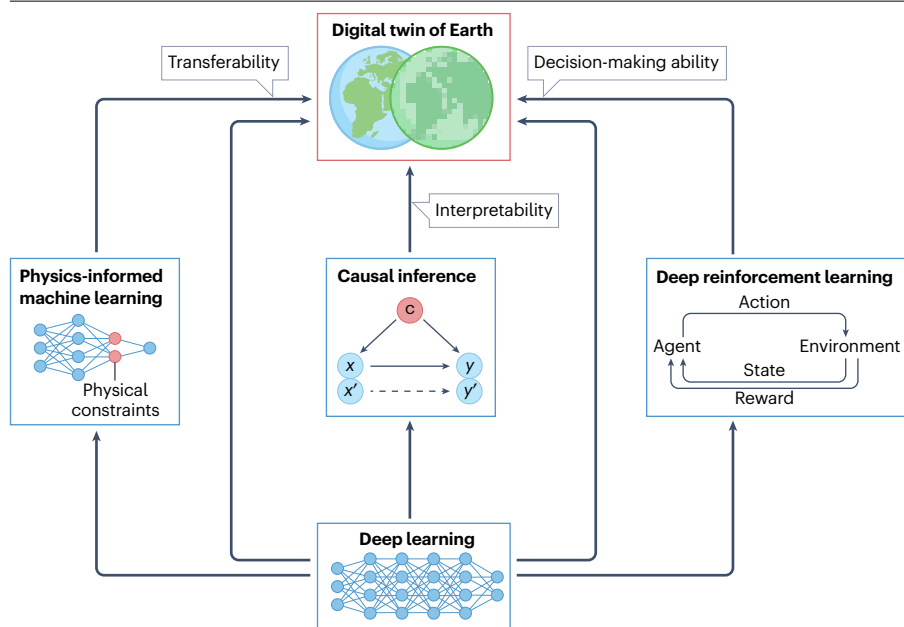 Digital twin of Earth
Transferability
Decision-making ability
Interpretability
Physics-informed
machine learning
Physical
constraints
Causal inference
C
x
y
x′
y′
Deep reinforcement learning
Action
Agent
Environment
State
Reward
Deep learning